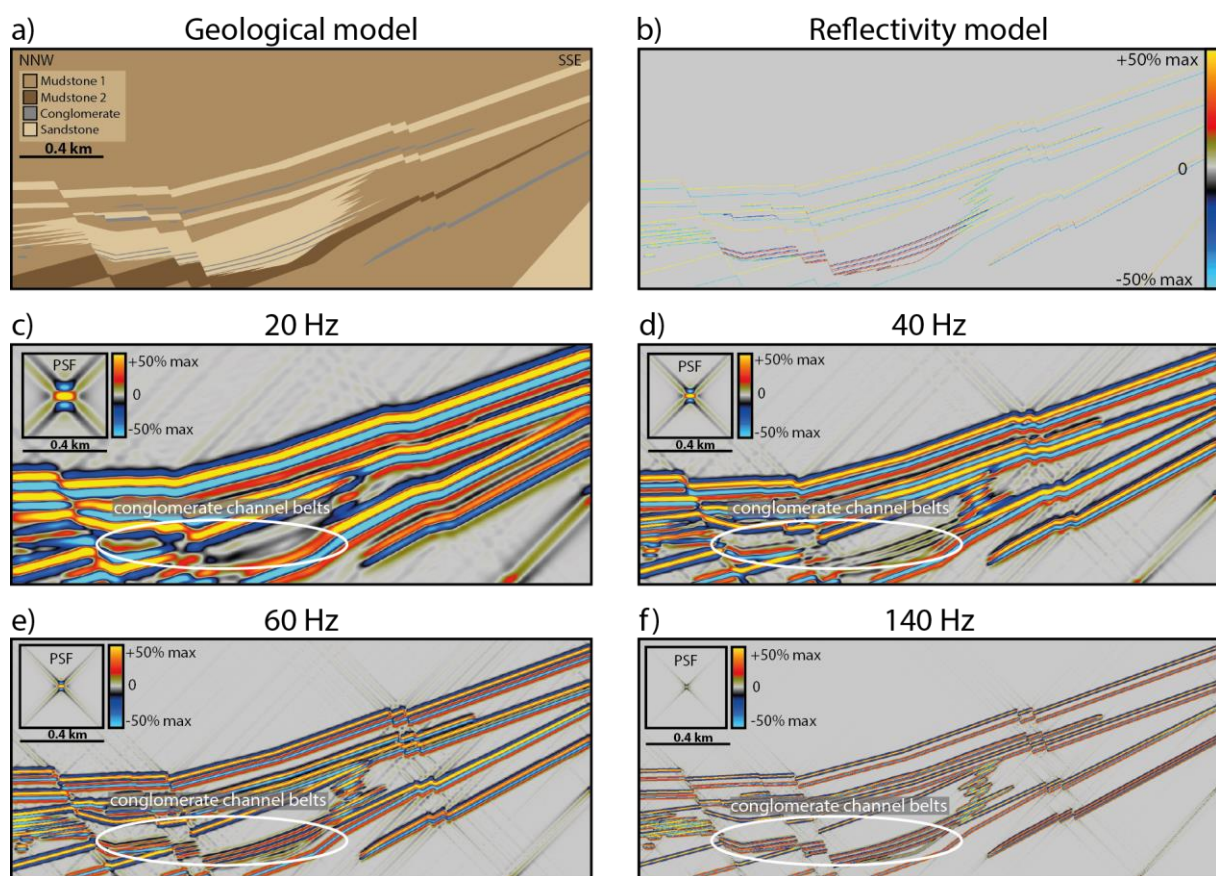 a) Geological model
NNW SSE
Mudstone 1
Mudstone 2
Conglomerate
Sandstone
0.4 km
b) Reflectivity model
+50% max
0
-50% max
c) 20 Hz
PSF
+50% max
0
-50% max
0.4 km
conglomerate channel belts
d) 40 Hz
PSF
+50% max
0
-50% max
0.4 km
conglomerate channel belts
e) 60 Hz
PSF
+50% max
0
-50% max
0.4 km
conglomerate channel belts
f) 140 Hz
PSF
+50% max
0
-50% max
0.4 km
conglomerate channel belts